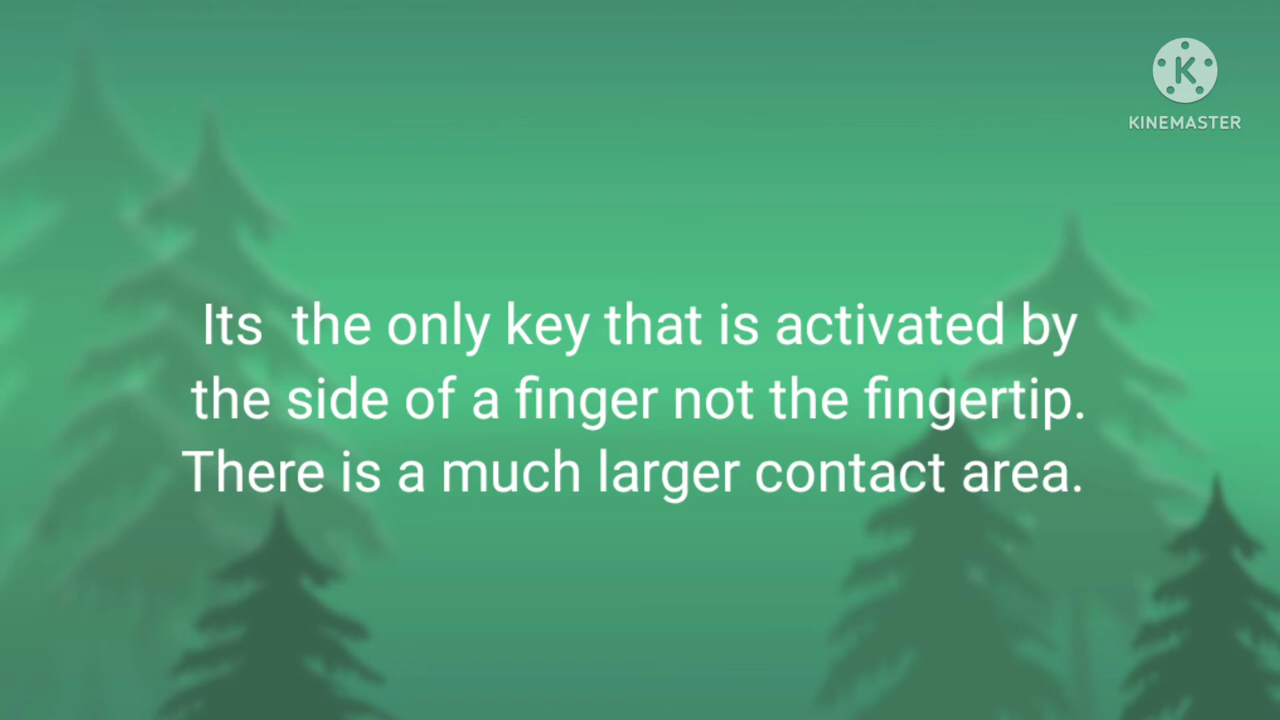 KINEMASTER
Its  the only key that is activated by
the side of a finger not the fingertip.
There is a much larger contact area.